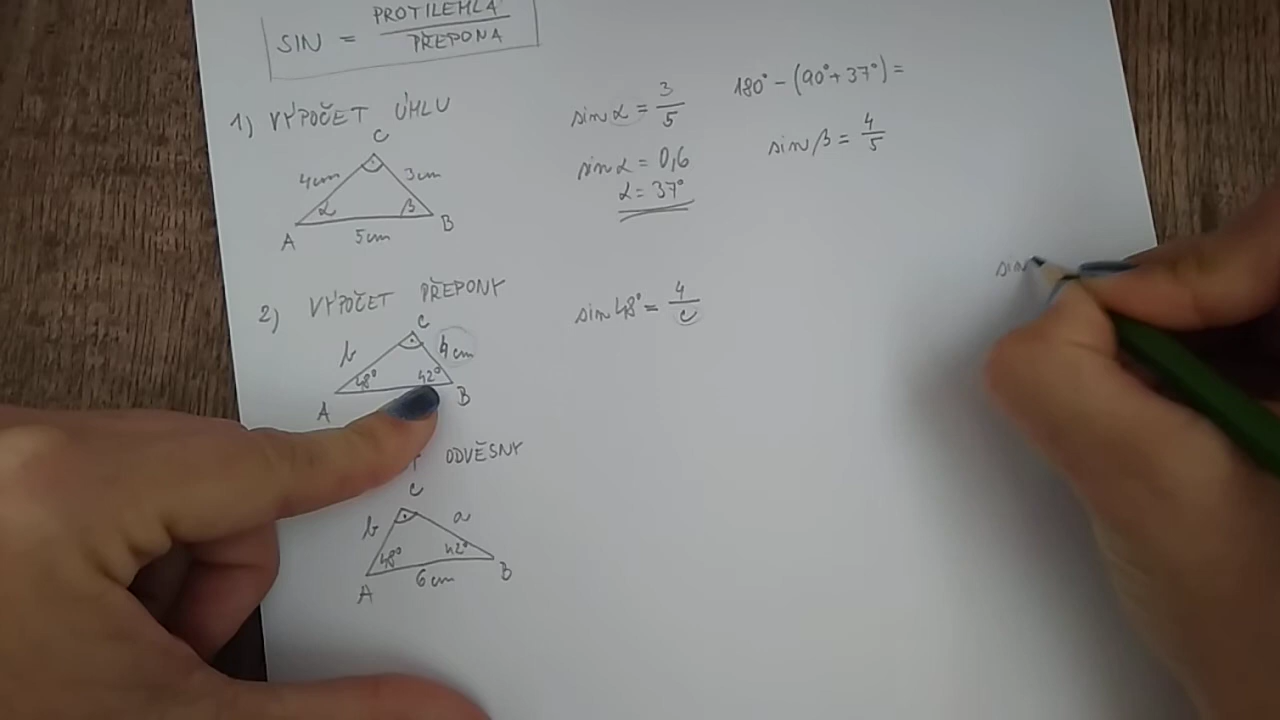 SIN = PROTILEHLÁ
PŘEPONA
1) VÝPOČET ÚHLU
C
4cm 3cm
α β
A B
5cm
sin α = 3/5
sin α = 0,6
α = 37°
180° - (90° + 37°) =
sin β = 4/5
2) VÝPOČET PŘEPONY
C
b 4cm
48° 42°
A B
sin 48° = 4/c
sin
ODVĚSNY
C
b a
48° 42°
A B
6cm